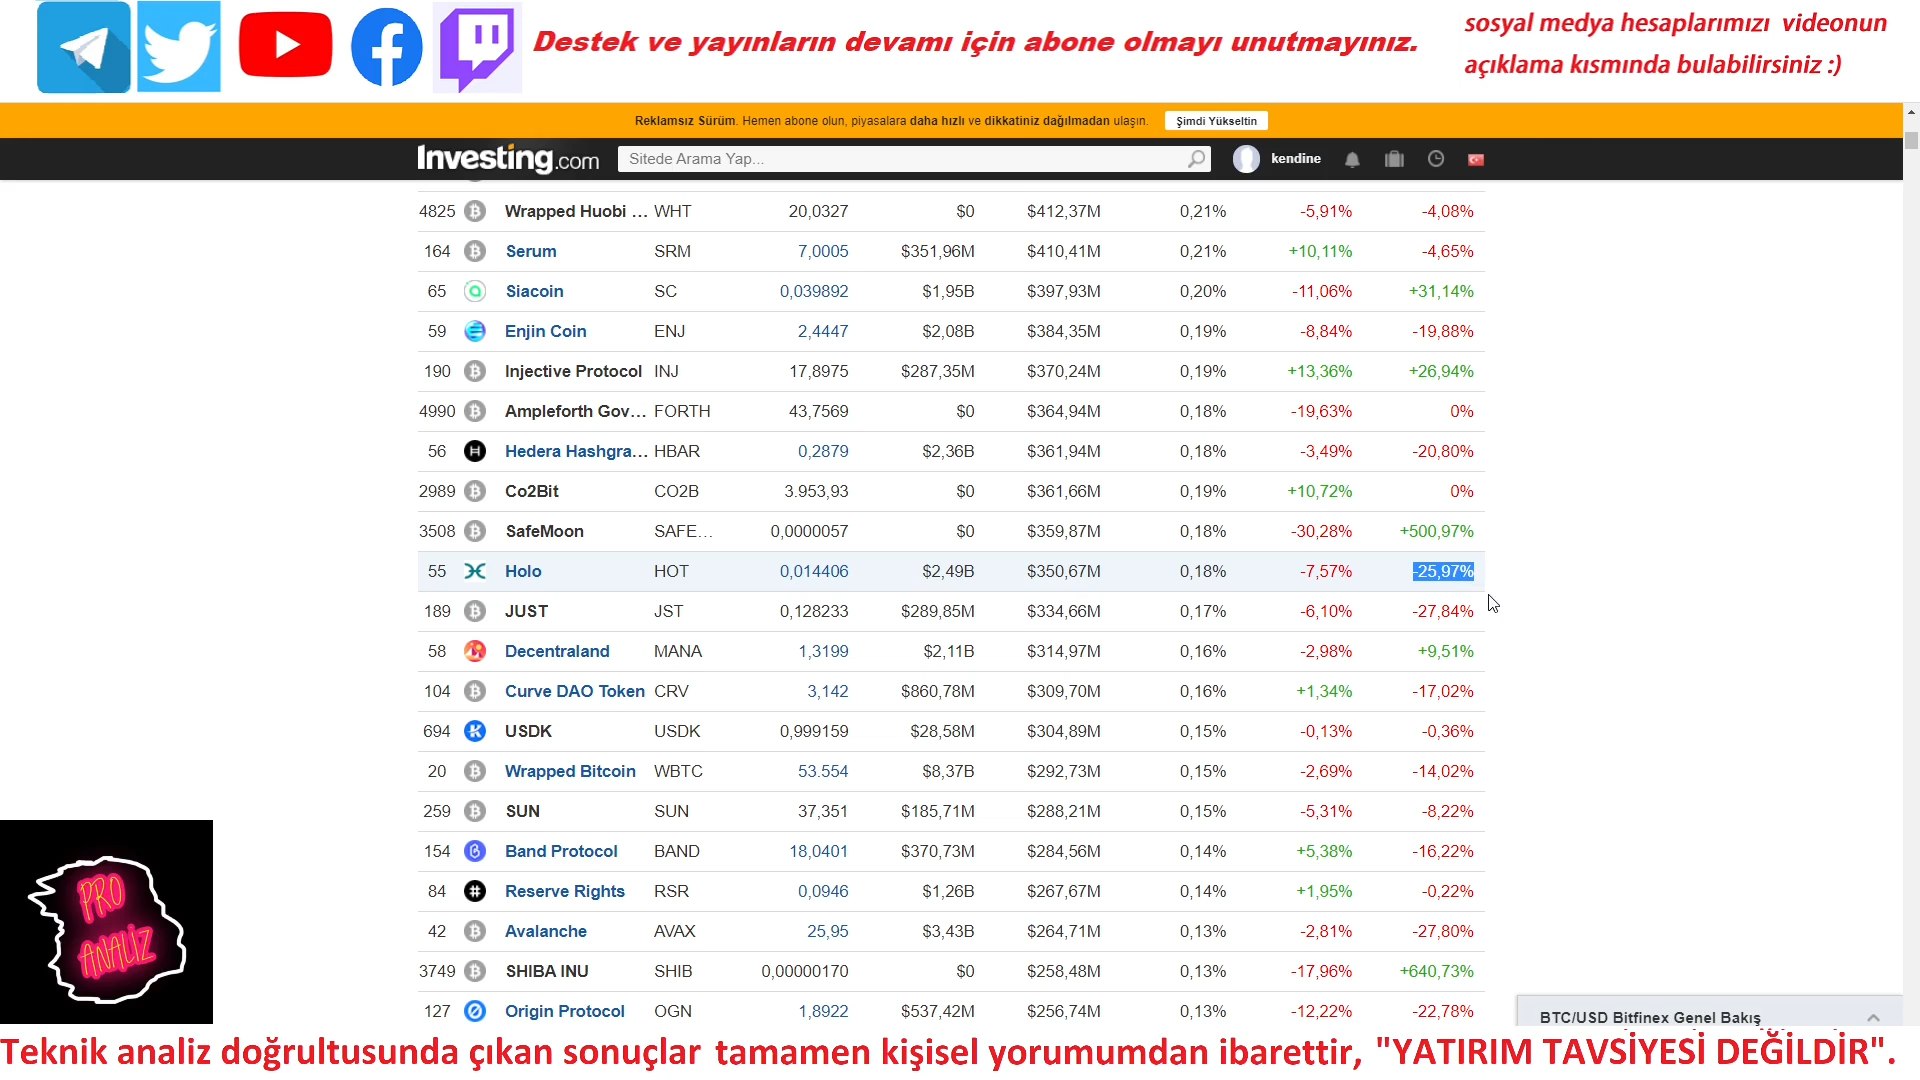 Destek ve yayınların devamı için abone olmayı unutmayınız.
sosyal medya hesaplarımızı videonun
açıklama kısmında bulabilirsiniz :)
Reklamsız Sürüm. Hemen abone olun, piyasalara daha hızlı ve dikkatiniz dağılmadan ulaşın. Şimdi Yükseltin
Investing.com Sitede Arama Yap... kendine
4825 Wrapped Huobi ... WHT 20,0327 $0 $412,37M 0,21% -5,91% -4,08%
164 Serum SRM 7,0005 $351,96M $410,41M 0,21% +10,11% -4,65%
65 Siacoin SC 0,039892 $1,95B $397,93M 0,20% -11,06% +31,14%
59 Enjin Coin ENJ 2,4447 $2,08B $384,35M 0,19% -8,84% -19,88%
190 Injective Protocol INJ 17,8975 $287,35M $370,24M 0,19% +13,36% +26,94%
4990 Ampleforth Gov... FORTH 43,7569 $0 $364,94M 0,18% -19,63% 0%
56 Hedera Hashgra... HBAR 0,2879 $2,36B $361,94M 0,18% -3,49% -20,80%
2989 Co2Bit CO2B 3.953,93 $0 $361,66M 0,19% +10,72% 0%
3508 SafeMoon SAFE... 0,0000057 $0 $359,87M 0,18% -30,28% +500,97%
55 Holo HOT 0,014406 $2,49B $350,67M 0,18% -7,57% -25,97%
189 JUST JST 0,128233 $289,85M $334,66M 0,17% -6,10% -27,84%
58 Decentraland MANA 1,3199 $2,11B $314,97M 0,16% -2,98% +9,51%
104 Curve DAO Token CRV 3,142 $860,78M $309,70M 0,16% +1,34% -17,02%
694 USDK USDK 0,999159 $28,58M $304,89M 0,15% -0,13% -0,36%
20 Wrapped Bitcoin WBTC 53.554 $8,37B $292,73M 0,15% -2,69% -14,02%
259 SUN SUN 37,351 $185,71M $288,21M 0,15% -5,31% -8,22%
154 Band Protocol BAND 18,0401 $370,73M $284,56M 0,14% +5,38% -16,22%
84 Reserve Rights RSR 0,0946 $1,26B $267,67M 0,14% +1,95% -0,22%
42 Avalanche AVAX 25,95 $3,43B $264,71M 0,13% -2,81% -27,80%
3749 SHIBA INU SHIB 0,00000170 $0 $258,48M 0,13% -17,96% +640,73%
127 Origin Protocol OGN 1,8922 $537,42M $256,74M 0,13% -12,22% -22,78%
PRO
ANALİZ
BTC/USD Bitfinex Genel Bakış
Teknik analiz doğrultusunda çıkan sonuçlar tamamen kişisel yorumumdan ibarettir, "YATIRIM TAVSİYESİ DEĞİLDİR".